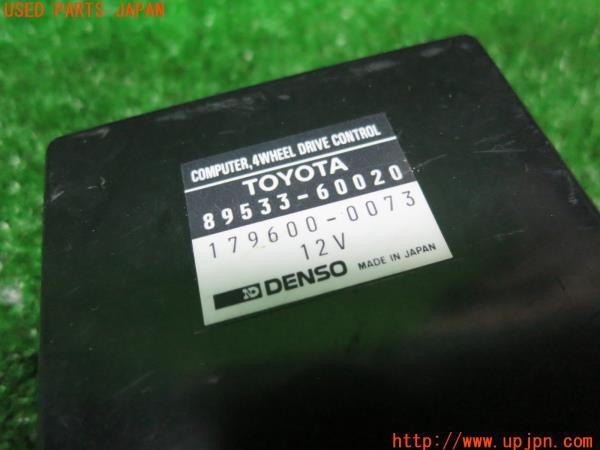 USED PARTS JAPAN
COMPUTER, 4WHEEL DRIVE CONTROL
TOYOTA
89533-60020
179600-0073
12V
ND DENSO MADE IN JAPAN
http://www.upjpn.com/